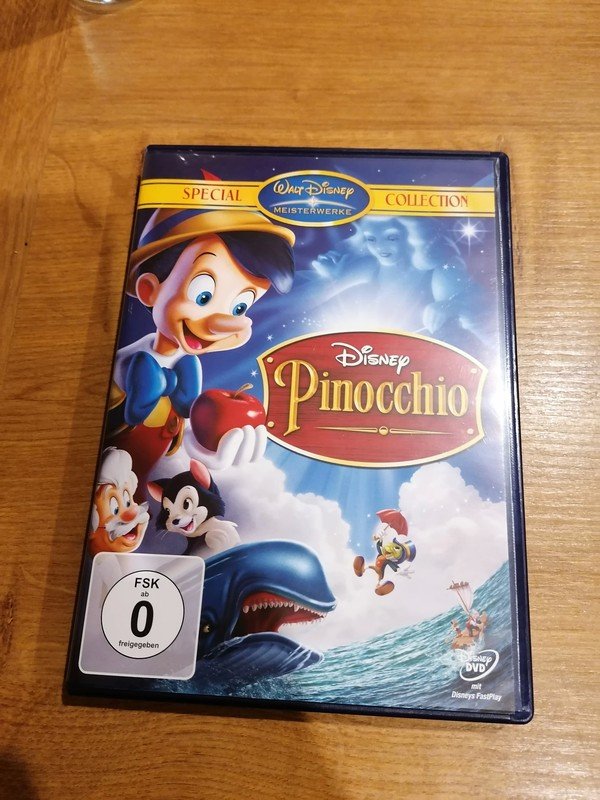 SPECIAL
WALT DISNEY
MEISTERWERKE
COLLECTION
DISNEY
Pinocchio
FSK
ab
0
freigegeben
DISNEY
DVD
mit
Disneys FastPlay